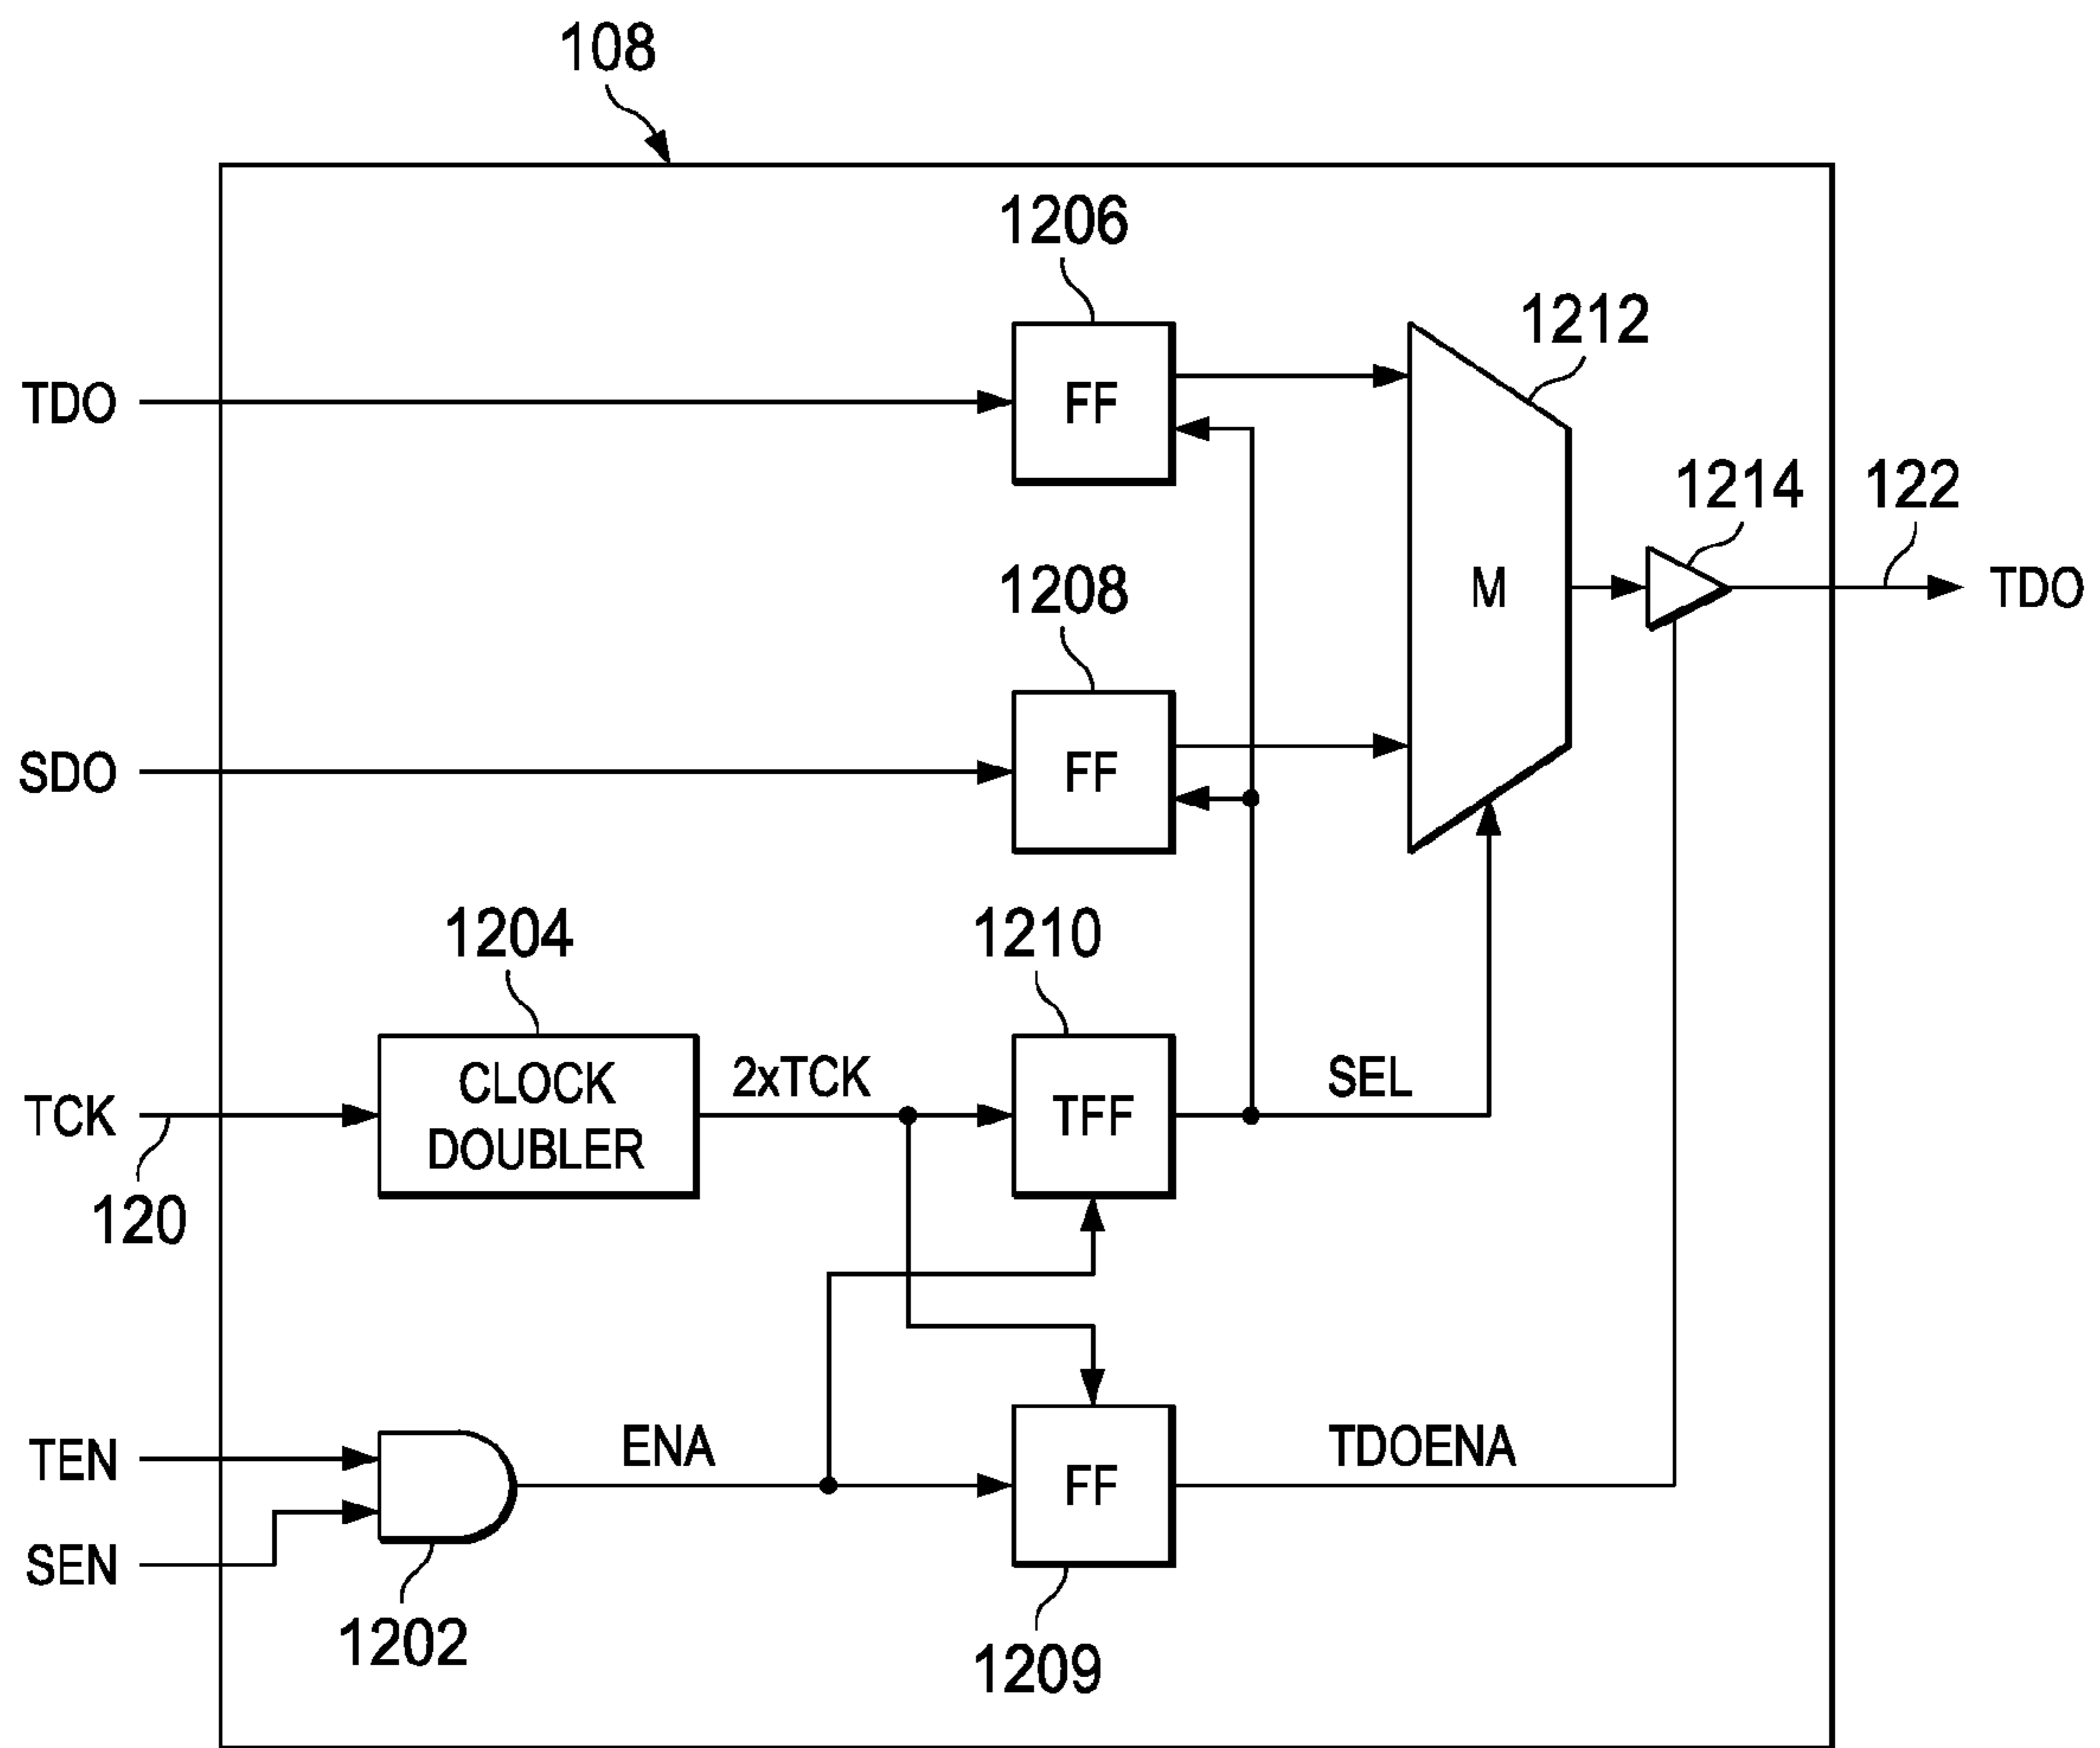 108
1206
1212
TDO
FF
1214
122
1208
M
TDO
SDO
FF
1204
1210
CLOCK
DOUBLER
2xTCK
TFF
SEL
TCK
120
TEN
ENA
FF
TDOENA
SEN
1202
1209